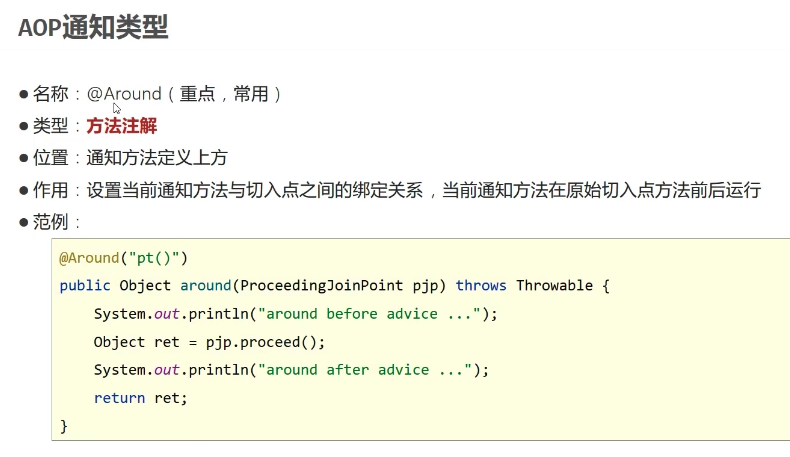 AOP通知类型
● 名称：@Around（重点，常用）
● 类型：方法注解
● 位置：通知方法定义上方
● 作用：设置当前通知方法与切入点之间的绑定关系，当前通知方法在原始切入点方法前后运行
● 范例：
@Around("pt()")
public Object around(ProceedingJoinPoint pjp) throws Throwable {
    System.out.println("around before advice ...");
    Object ret = pjp.proceed();
    System.out.println("around after advice ...");
    return ret;
}